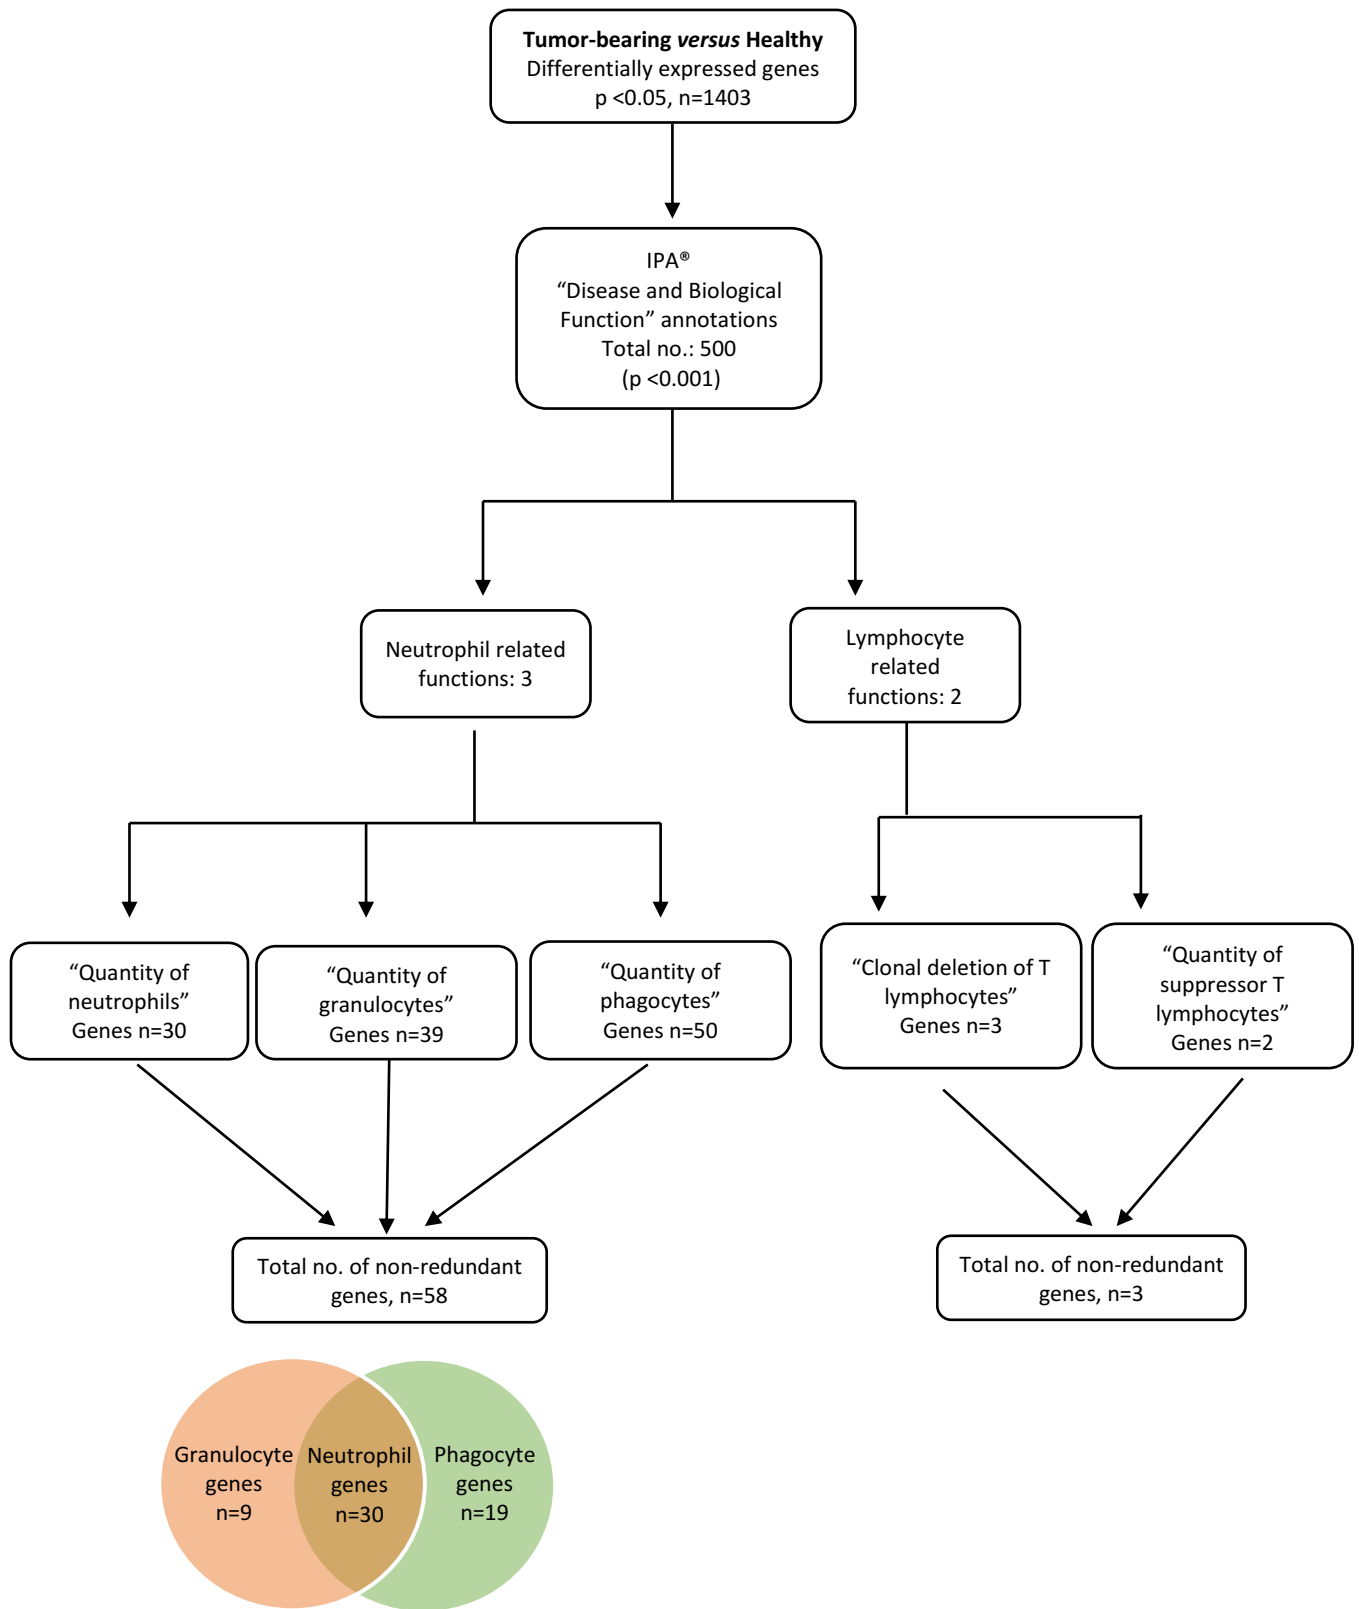 Tumor-bearing versus Healthy
Differentially expressed genes
p <0.05, n=1403
IPA®
“Disease and Biological
Function” annotations
Total no.: 500
(p <0.001)
Neutrophil related
functions: 3
Lymphocyte
related
functions: 2
“Quantity of
neutrophils”
Genes n=30
“Quantity of
granulocytes”
Genes n=39
“Quantity of
phagocytes”
Genes n=50
“Clonal deletion of T
lymphocytes”
Genes n=3
“Quantity of
suppressor T
lymphocytes”
Genes n=2
Total no. of non-redundant
genes, n=58
Total no. of non-redundant
genes, n=3
Granulocyte
genes
n=9
Neutrophil
genes
n=30
Phagocyte
genes
n=19